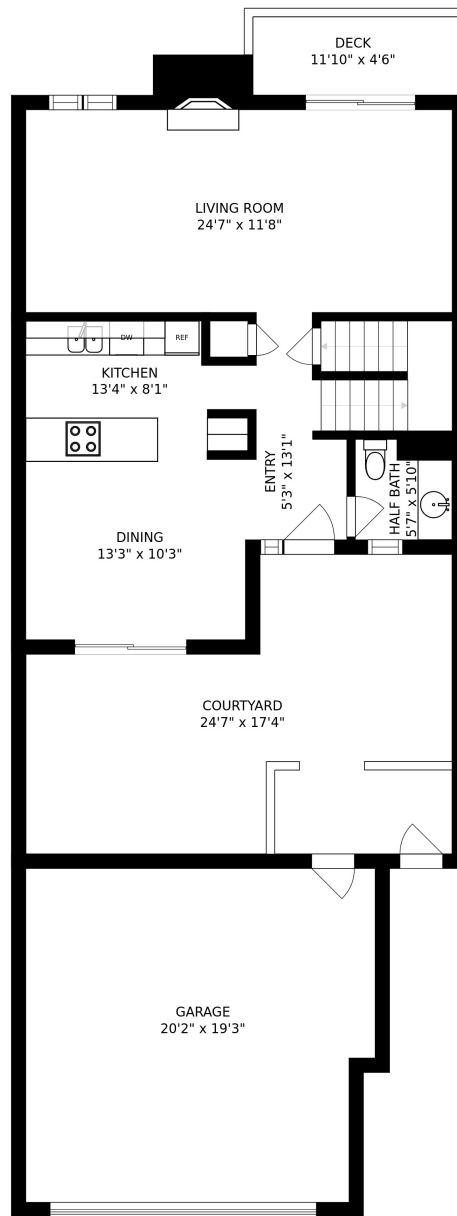 DECK
11'10" x 4'6"
LIVING ROOM
24'7" x 11'8"
DW
REF
KITCHEN
13'4" x 8'1"
ENTRY
5'3" x 13'1"
HALF BATH
5'7" x 5'10"
DINING
13'3" x 10'3"
COURTYARD
24'7" x 17'4"
GARAGE
20'2" x 19'3"